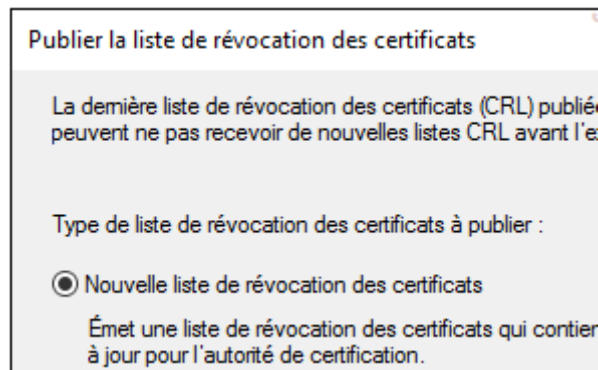 Publier la liste de révocation des certificats
La dernière liste de révocation des certificats (CRL) publiée
peuvent ne pas recevoir de nouvelles listes CRL avant l'e
Type de liste de révocation des certificats à publier :
Nouvelle liste de révocation des certificats
Émet une liste de révocation des certificats qui contien
à jour pour l'autorité de certification.